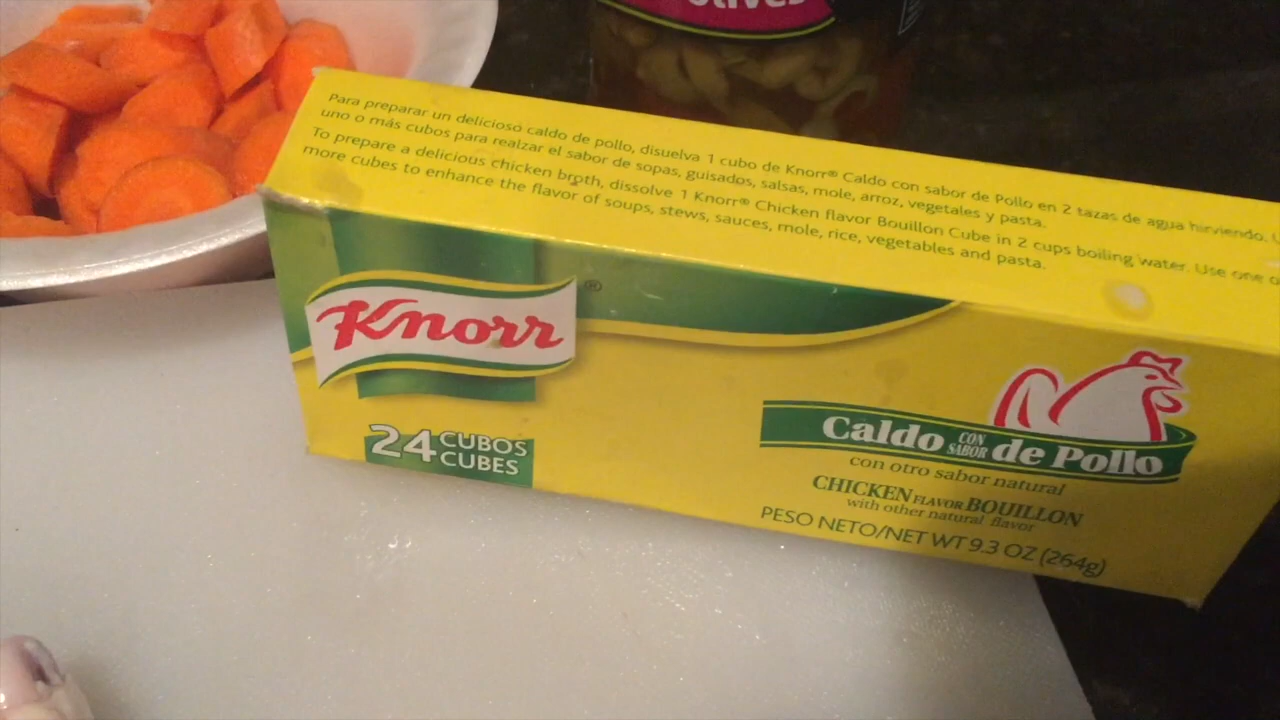 olives
Para preparar un delicioso caldo de pollo, disuelva 1 cubo de Knorr® Caldo con sabor de Pollo en 2 tazas de agua hirviendo. U
uno o más cubos para realzar el sabor de sopas, guisados, salsas, mole, arroz, vegetales y pasta.
To prepare a delicious chicken broth, dissolve 1 Knorr® Chicken flavor Bouillon Cube in 2 cups boiling water. Use one o
more cubes to enhance the flavor of soups, stews, sauces, mole, rice, vegetables and pasta.
Knorr®
24 CUBOS
CUBES
Caldo CON SABOR de Pollo
con otro sabor natural
CHICKEN FLAVOR BOUILLON
with other natural flavor
PESO NETO/NET WT 9.3 OZ (264g)